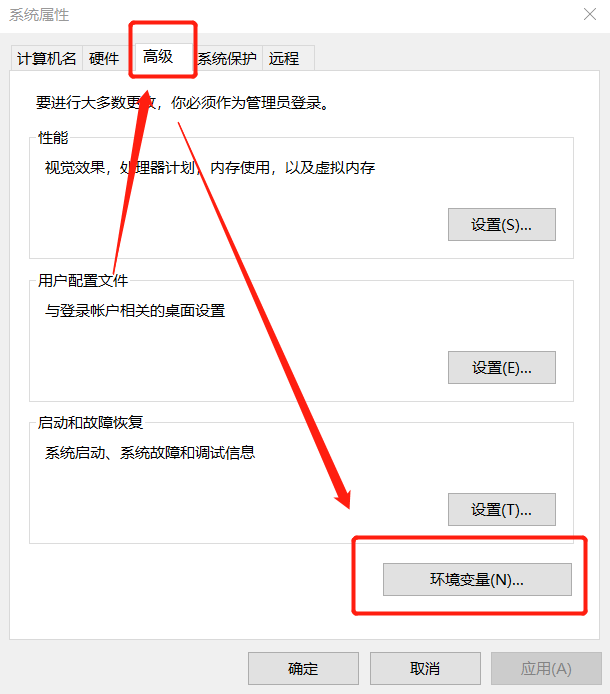 系统属性
计算机名 硬件 高级 系统保护 远程
要进行大多数更改，你必须作为管理员登录。
性能
视觉效果，处理器计划，内存使用，以及虚拟内存
设置(S)...
用户配置文件
与登录帐户相关的桌面设置
设置(E)...
启动和故障恢复
系统启动、系统故障和调试信息
设置(T)...
环境变量(N)...
确定 取消 应用(A)